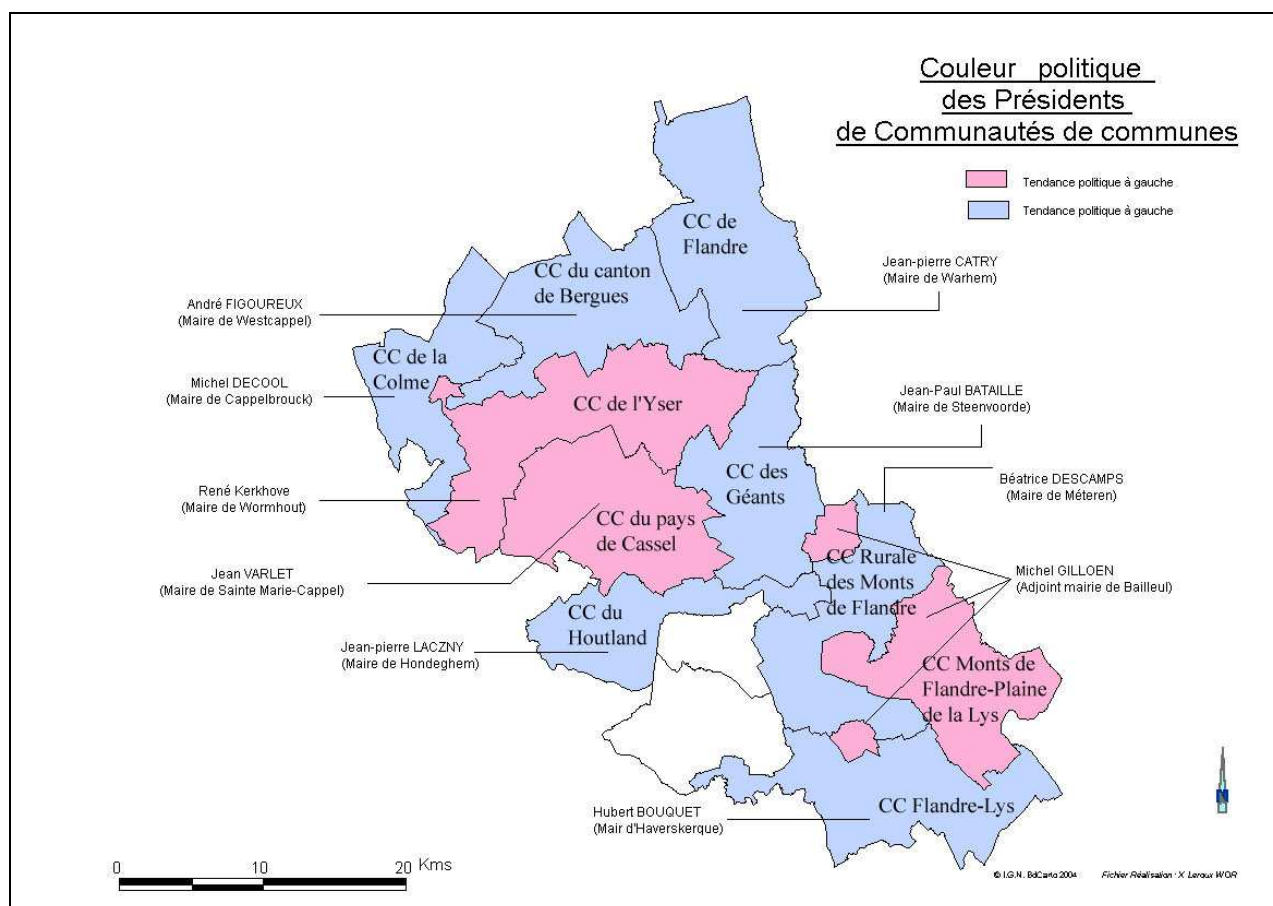 Couleur politique
des Présidents
de Communautés de communes
Tendance politique à gauche
Tendance politique à gauche
CC de
Flandre
CC du canton
de Bergues
Jean-pierre CATRY
(Maire de Warhem)
André FIGOUREUX
(Maire de Westcappel)
CC de la
Colme
Michel DECOOL
(Maire de Cappelbrouck)
CC de l'Yser
Jean-Paul BATAILLE
(Maire de Steenvoorde)
CC des
Géants
Béatrice DESCAMPS
(Maire de Méteren)
René Kerkhove
(Maire de Wormhout)
CC du pays
de Cassel
CC Rurale
des Monts
de Flandre
Michel GILLOEN
(Adjoint mairie de Bailleul)
Jean VARLET
(Maire de Sainte Marie-Cappel)
CC du
Houtland
Jean-pierre LACZNY
(Maire de Hondeghem)
CC Monts de
Flandre-Plaine
de la Lys
N
Hubert BOUQUET
(Mair d'Haverskerque)
CC Flandre-Lys
0 10 20 Kms
© I.G.N. BdCarto 2004 Fichier Réalisation : X Leroux WOR